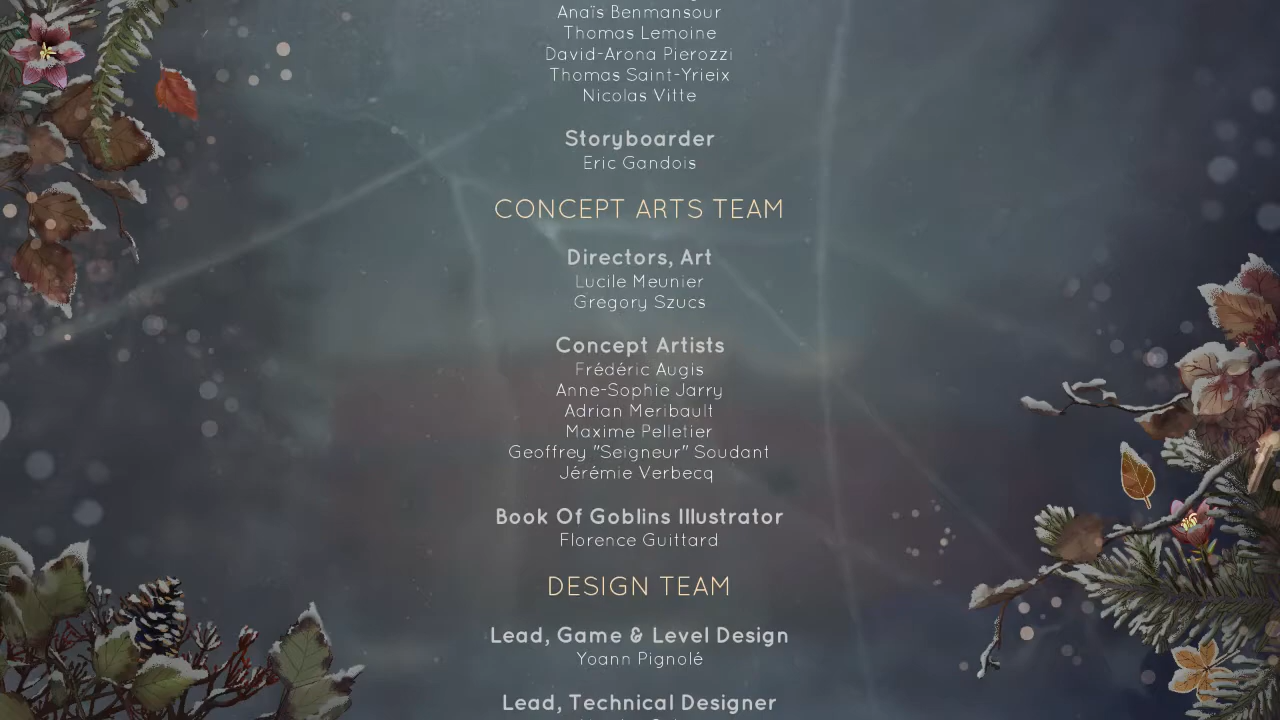 Anaïs Benmansour
Thomas Lemoine
David-Arona Pierozzi
Thomas Saint-Yrieix
Nicolas Vitte
Storyboarder
Eric Gandois
CONCEPT ARTS TEAM
Directors, Art
Lucile Meunier
Gregory Szucs
Concept Artists
Frédéric Augis
Anne-Sophie Jarry
Adrian Meribault
Maxime Pelletier
Geoffrey "Seigneur" Soudant
Jérémie Verbecq
Book Of Goblins Illustrator
Florence Guittard
DESIGN TEAM
Lead, Game & Level Design
Yoann Pignolé
Lead, Technical Designer